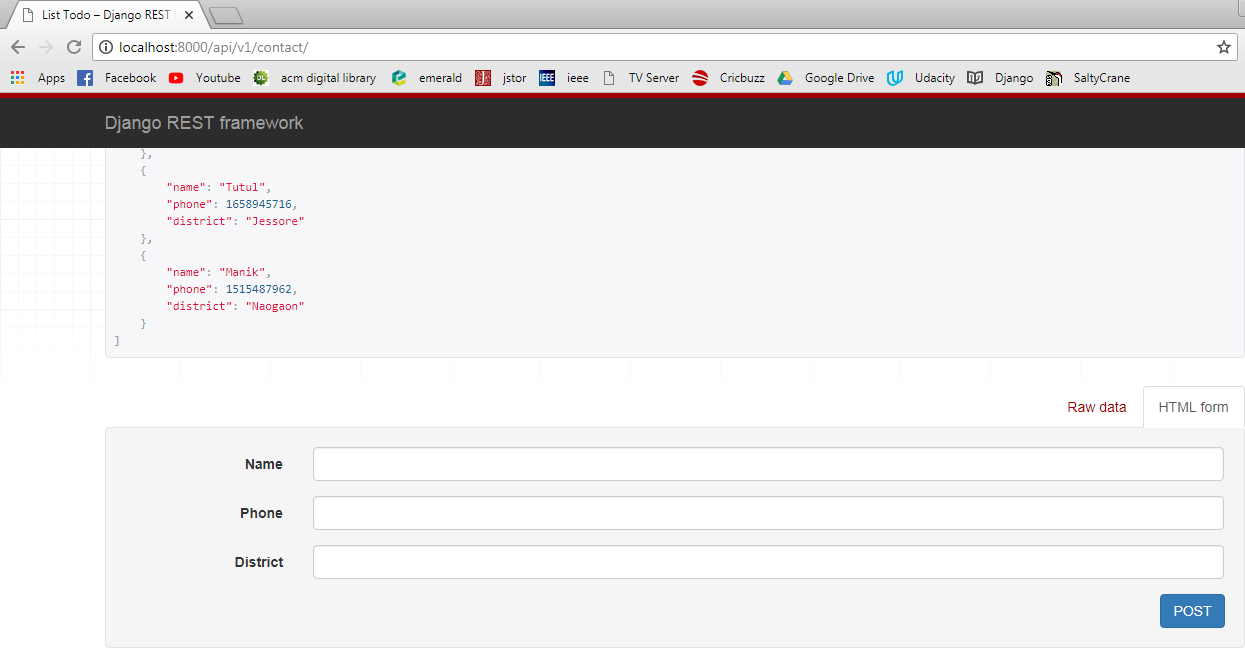 List Todo – Django REST
localhost:8000/api/v1/contact/
Apps Facebook Youtube acm digital library emerald jstor ieee TV Server Cricbuzz Google Drive Udacity Django SaltyCrane
Django REST framework
},
{
"name": "Tutul",
"phone": 1658945716,
"district": "Jessore"
},
{
"name": "Manik",
"phone": 1515487962,
"district": "Naogaon"
}
]
Raw data HTML form
Name
Phone
District
POST